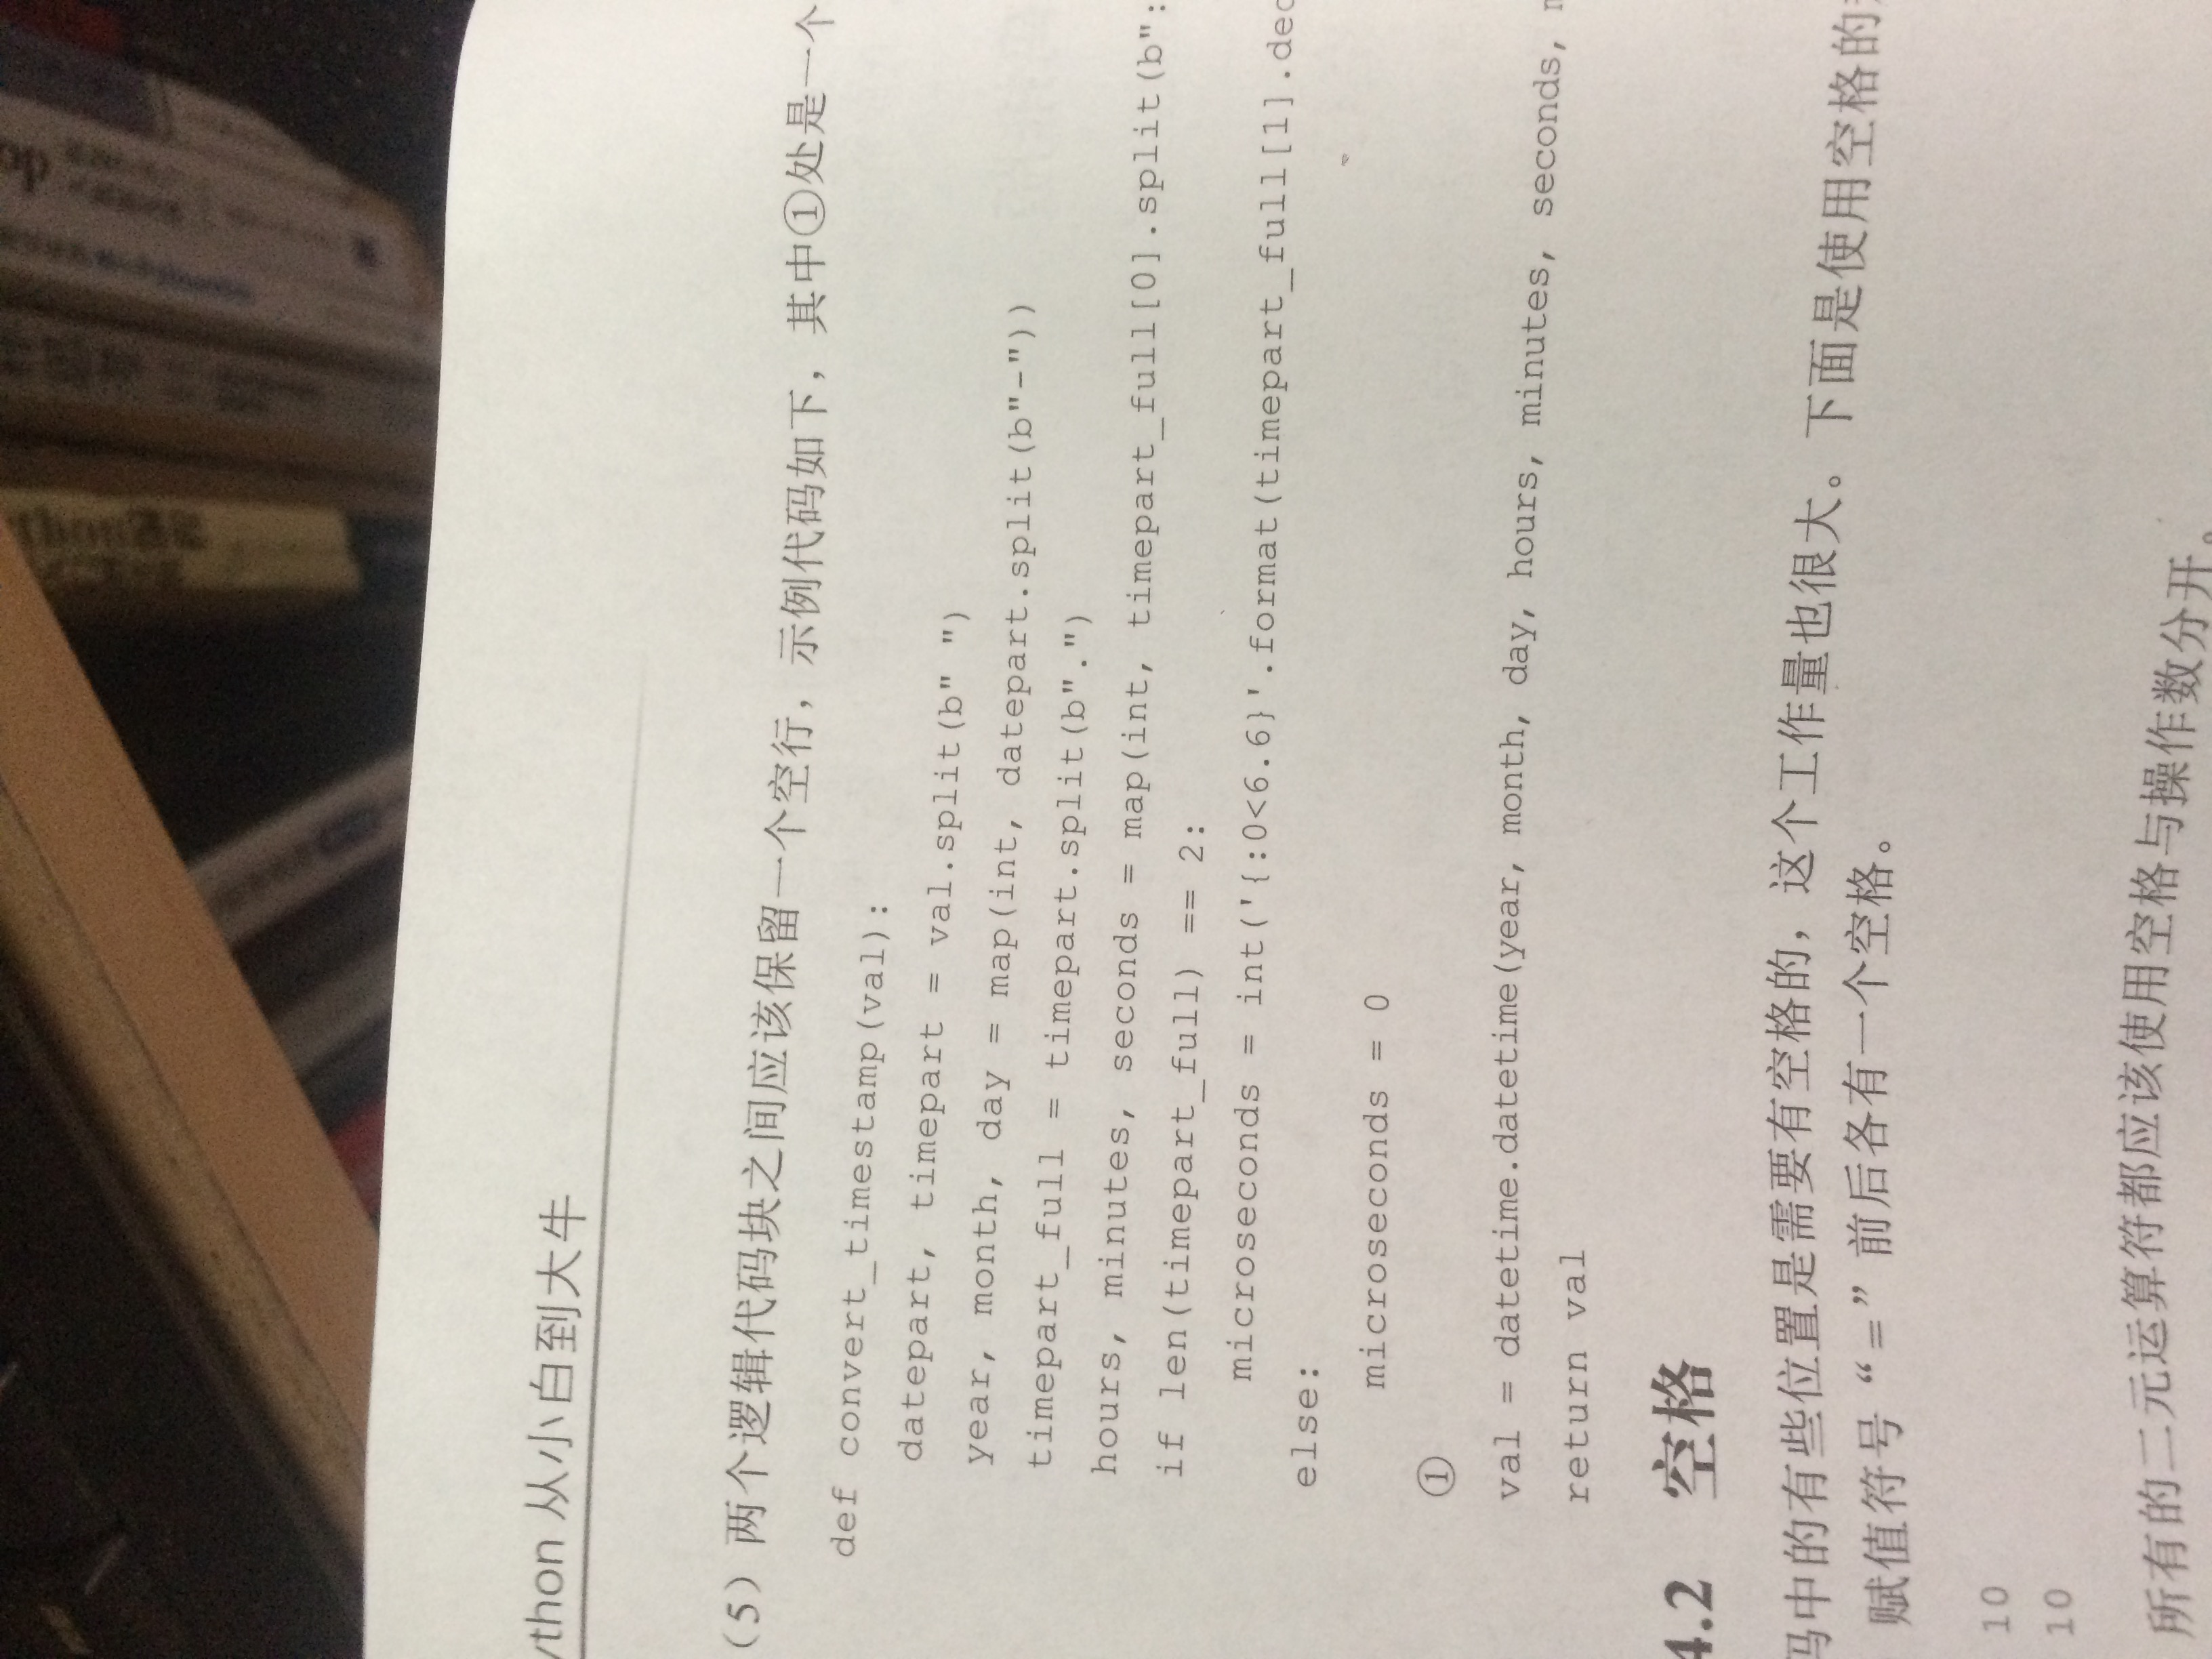 ython 从小白到大牛
（5）两个逻辑代码块之间应该保留一个空行，示例代码如下，其中①处是一个
def convert_timestamp(val):
datepart, timepart = val.split(b" ")
year, month, day = map(int, datepart.split(b"-"))
timepart_full = timepart.split(b".")
hours, minutes, seconds = map(int, timepart_full[0].split(b":
if len(timepart_full) == 2:
microseconds = int('{:0<6.6}'.format(timepart_full[1].dec
else:
microseconds = 0
①
val = datetime.datetime(year, month, day, hours, minutes, seconds, m
return val
4.2 空格
码中的有些位置是需要有空格的，这个工作量也很大。下面是使用空格的
赋值符号“=”前后各有一个空格。
10
10
所有的二元运算符都应该使用空格与操作数分开。